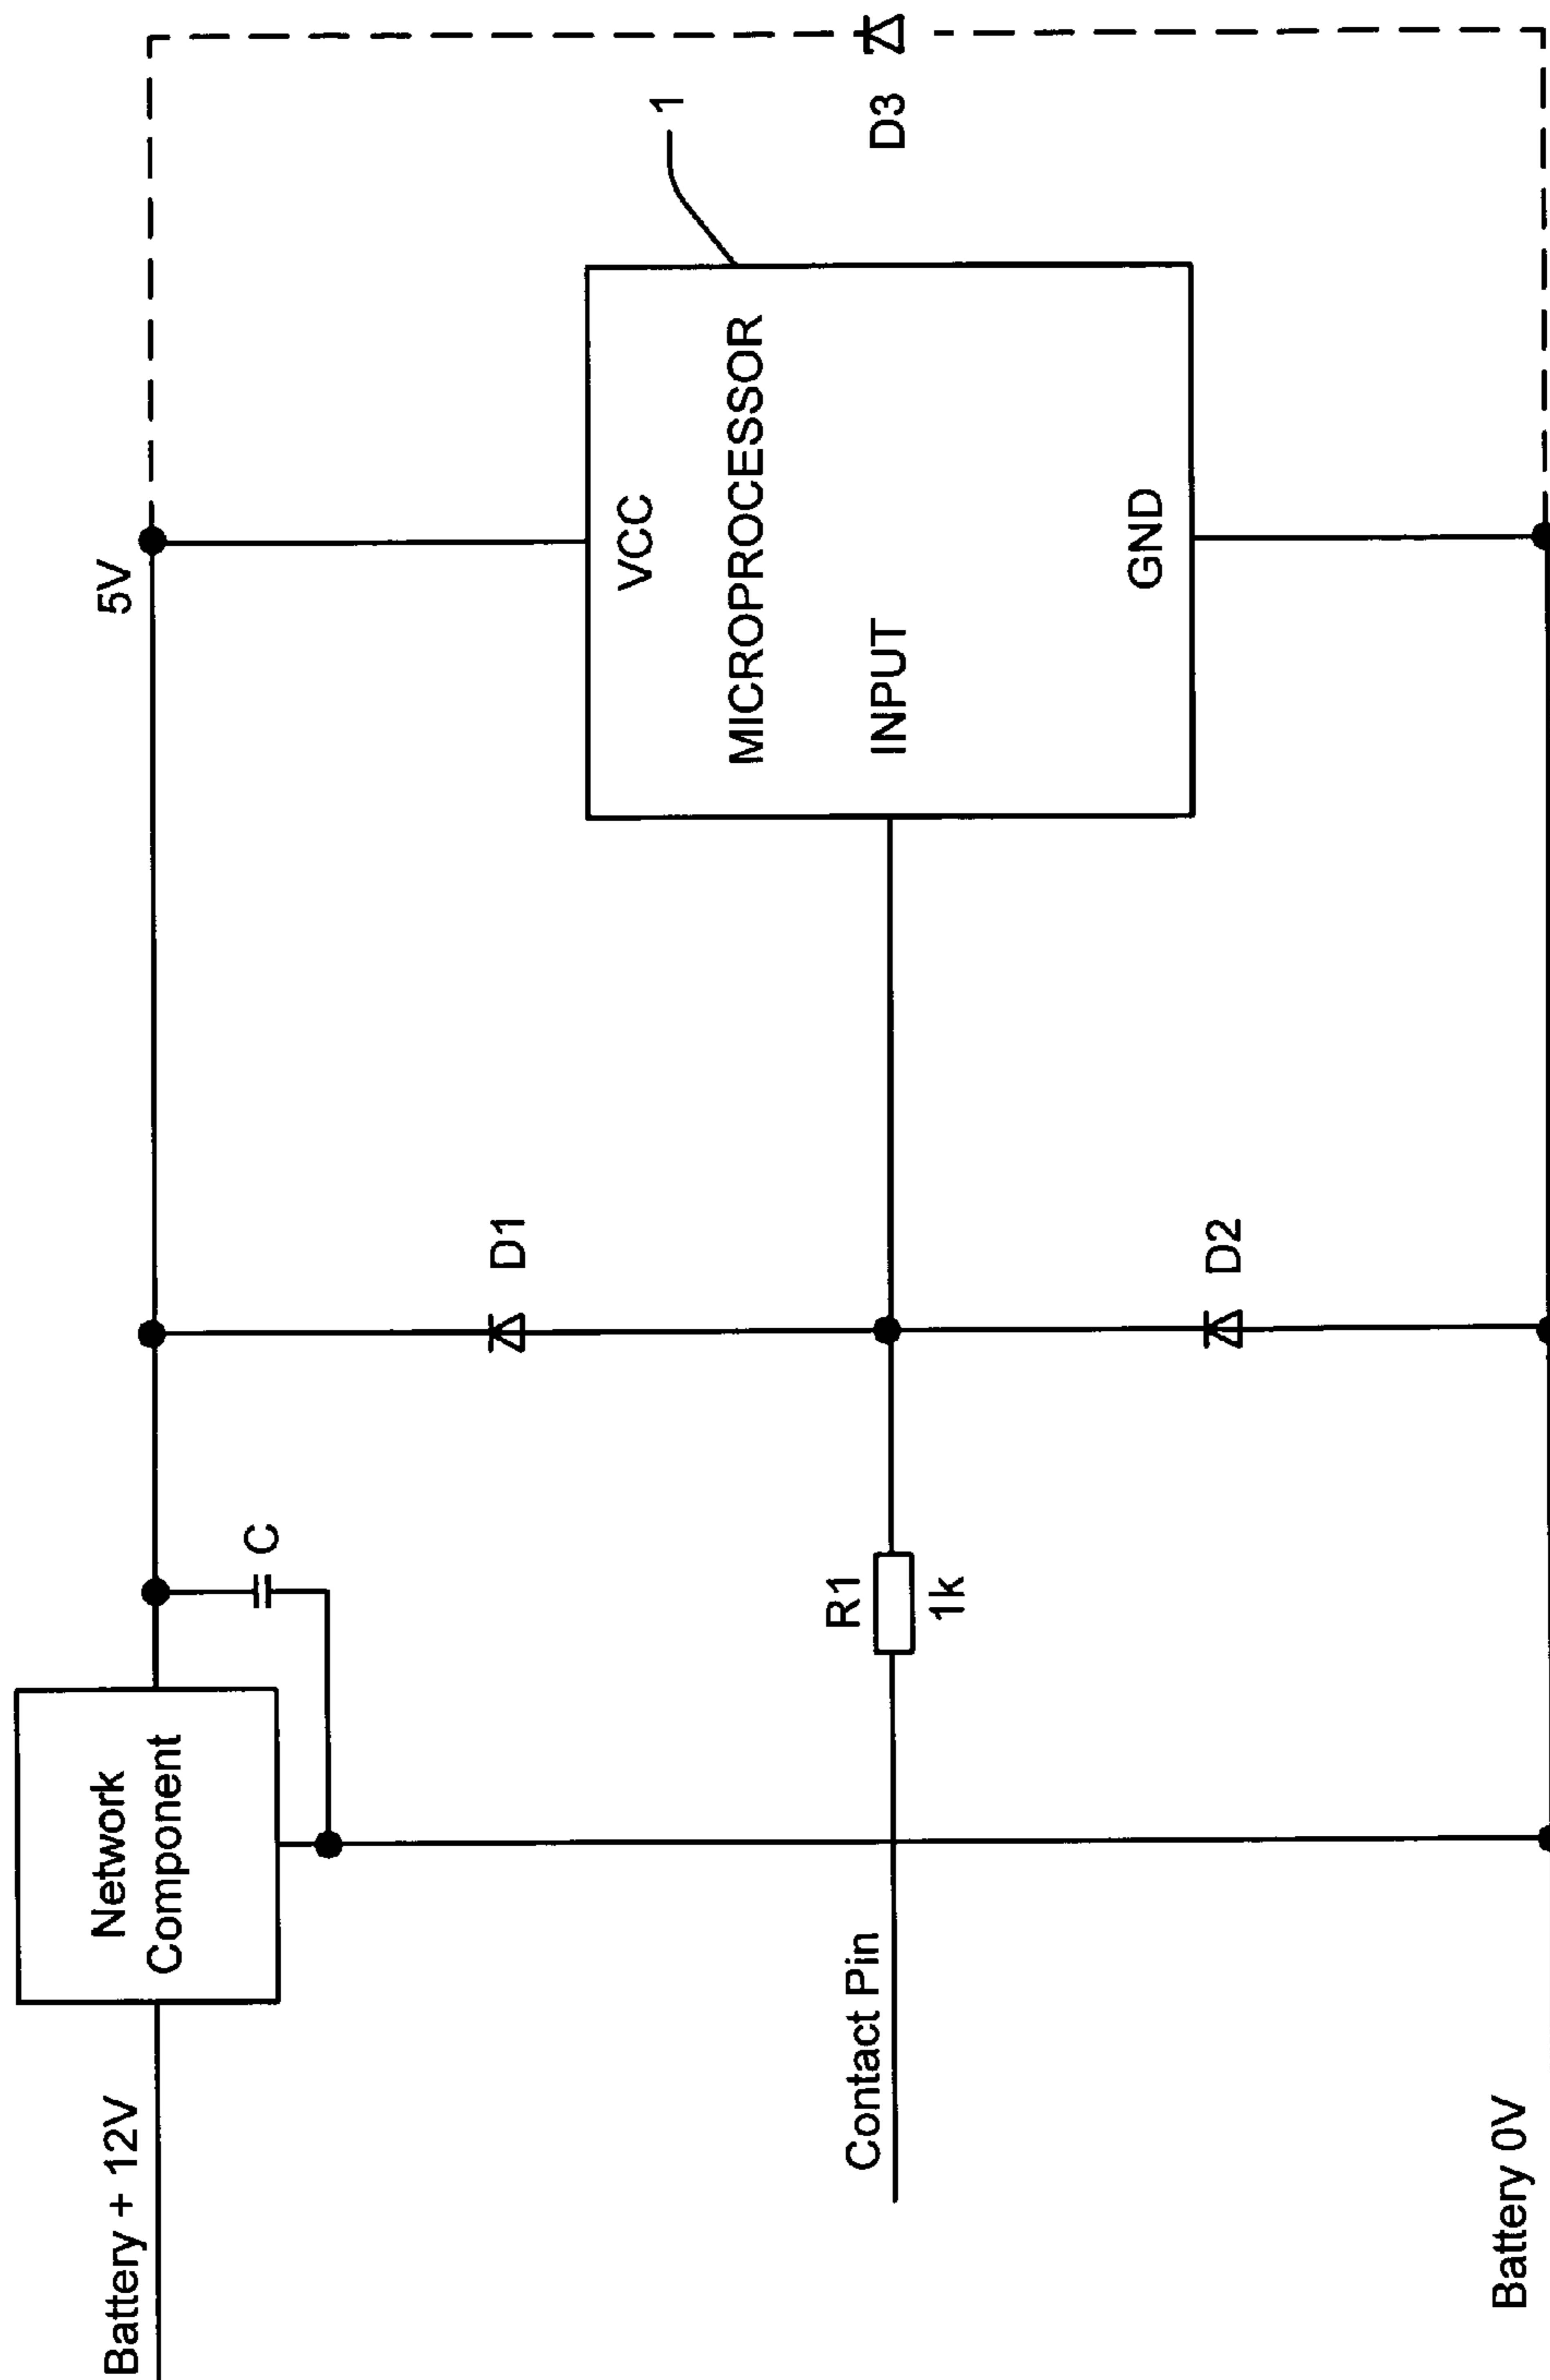 Battery + 12V
Network
Component
C
5V
D1
VCC
MICROPROCESSOR
1
Contact Pin
R1
1k
INPUT
D3
GND
D2
Battery 0V